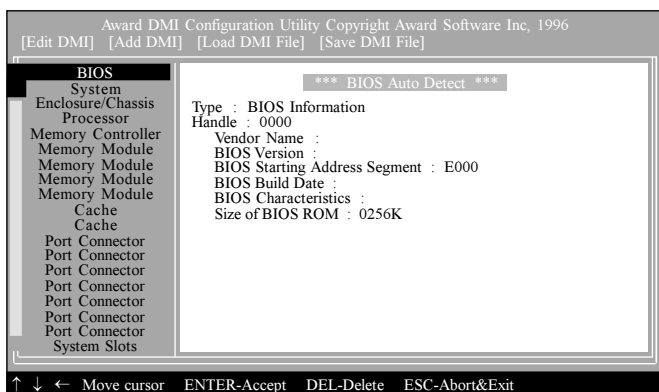 Award DMI Configuration Utility Copyright Award Software Inc, 1996
[Edit DMI] [Add DMI] [Load DMI File] [Save DMI File]
BIOS
System
Enclosure/Chassis
Processor
Memory Controller
Memory Module
Memory Module
Memory Module
Memory Module
Cache
Cache
Port Connector
Port Connector
Port Connector
Port Connector
Port Connector
Port Connector
Port Connector
System Slots
*** BIOS Auto Detect ***
Type : BIOS Information
Handle : 0000
Vendor Name :
BIOS Version :
BIOS Starting Address Segment : E000
BIOS Build Date :
BIOS Characteristics :
Size of BIOS ROM : 0256K
↑ ↓ ← Move cursor ENTER-Accept DEL-Delete ESC-Abort&Exit